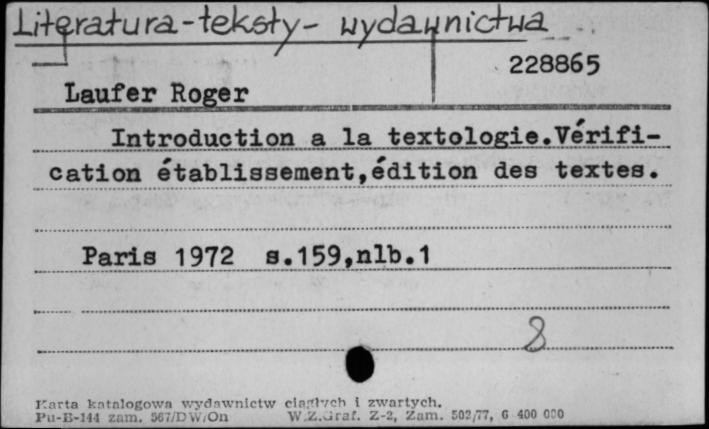 Literatura-teksty- wydawnictwa
228865
Laufer Roger
Introduction a la textologie.Vérifi-
cation établissement,édition des textes.
Paris 1972 s.159,nlb.1
8
Karta katalogowa wydawnictw ciągłych i zwartych.
Pu-B-144 zam. 567/DW/On W.Z.Graf. Z-2, Zam. 502/77, 6 400 000